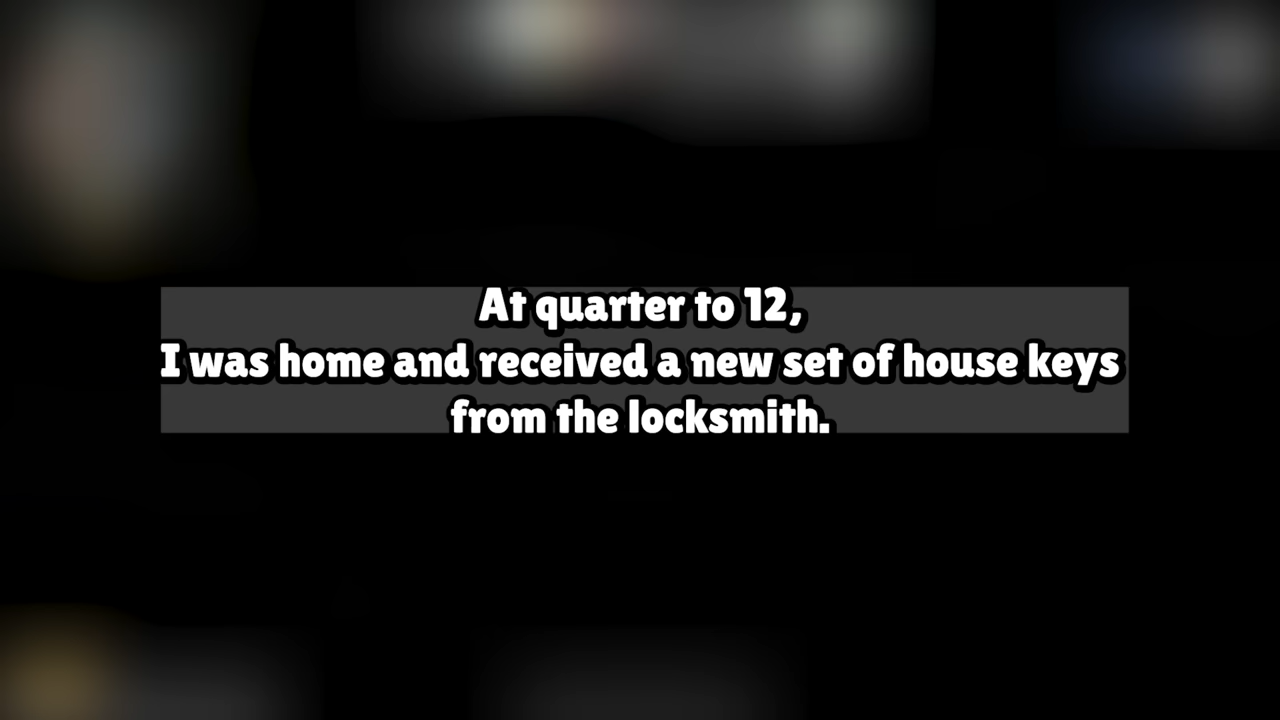 At quarter to 12,
I was home and received a new set of house keys
from the locksmith.